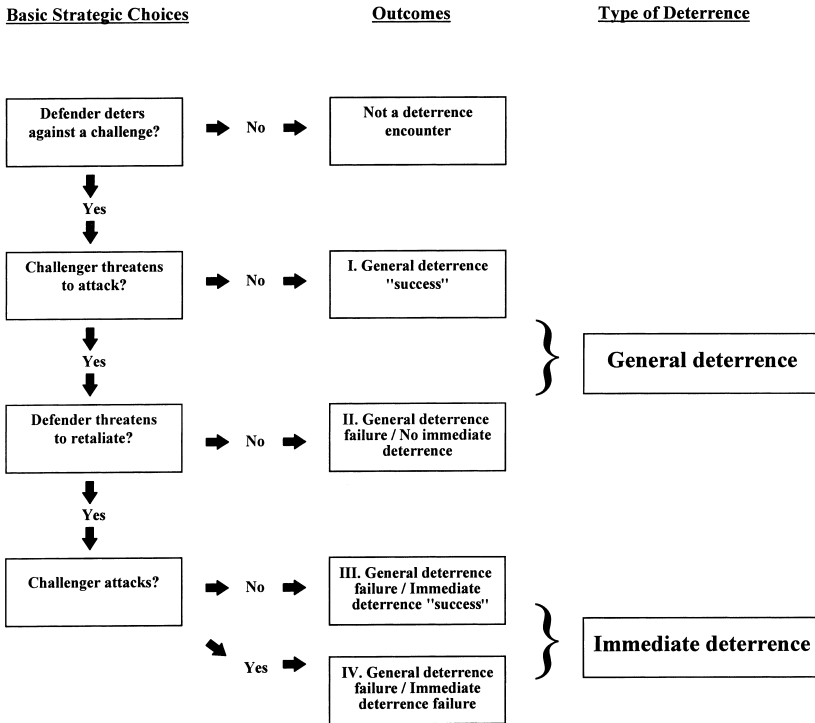 Basic Strategic Choices
Outcomes
Type of Deterrence
Defender deters
against a challenge?
No
Not a deterrence
encounter
Yes
Challenger threatens
to attack?
No
I. General deterrence
"success"
General deterrence
Yes
Defender threatens
to retaliate?
No
II. General deterrence
failure / No immediate
deterrence
Yes
Challenger attacks?
No
III. General deterrence
failure / Immediate
deterrence "success"
Immediate deterrence
Yes
IV. General deterrence
failure / Immediate
deterrence failure